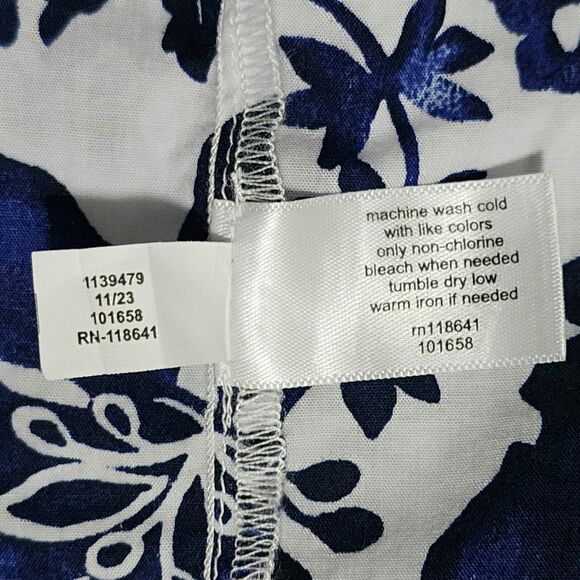 1139479
11/23
101658
RN-118641
machine wash cold
with like colors
only non-chlorine
bleach when needed
tumble dry low
warm iron if needed
rn118641
101658